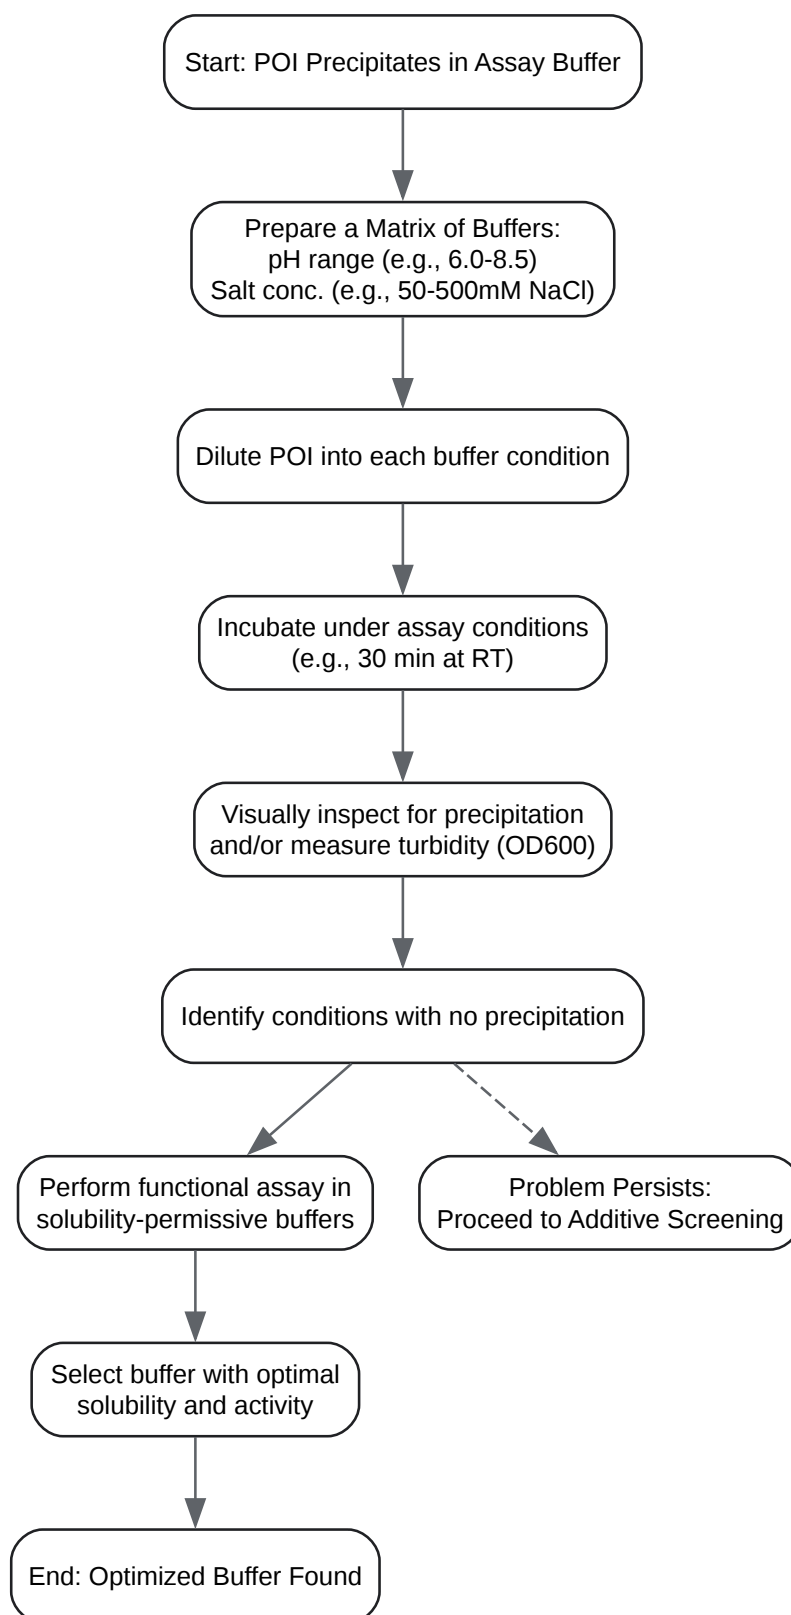 Start: POI Precipitates in Assay Buffer
Prepare a Matrix of Buffers:
pH range (e.g., 6.0-8.5)
Salt conc. (e.g., 50-500mM NaCl)
Dilute POI into each buffer condition
Incubate under assay conditions
(e.g., 30 min at RT)
Visually inspect for precipitation
and/or measure turbidity (OD600)
Identify conditions with no precipitation
Perform functional assay in
solubility-permissive buffers
Problem Persists:
Proceed to Additive Screening
Select buffer with optimal
solubility and activity
End: Optimized Buffer Found